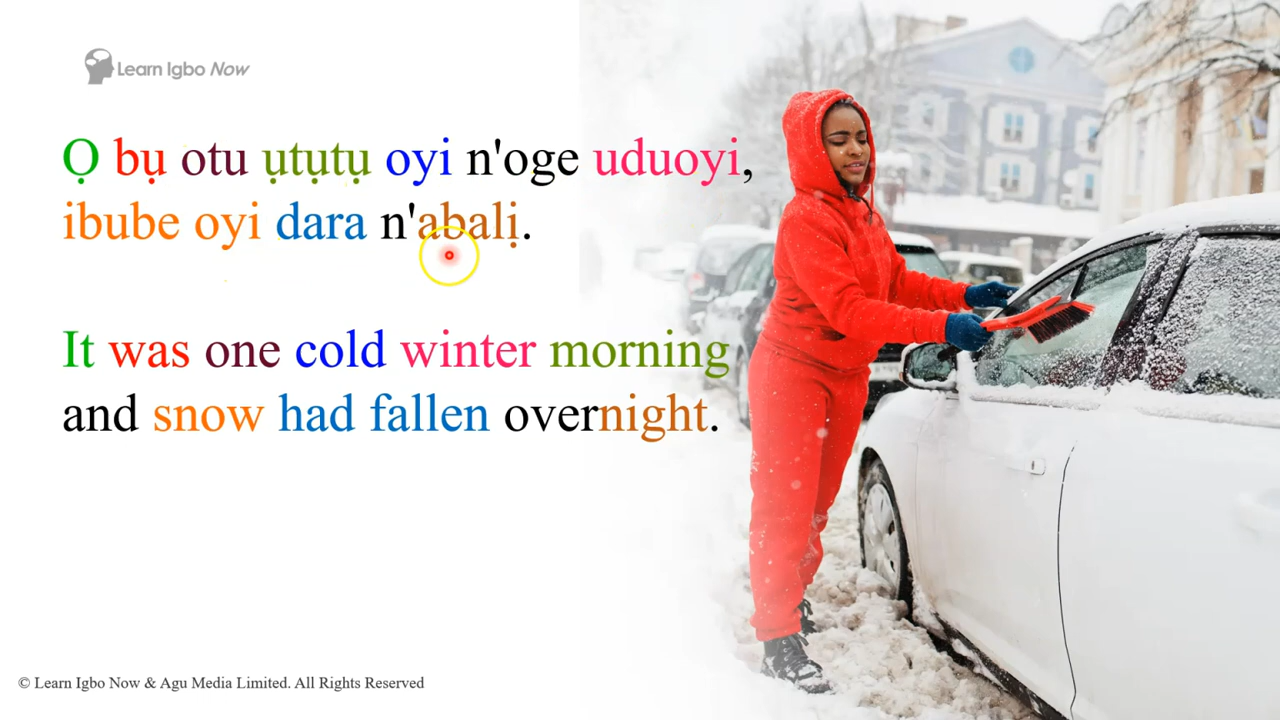 Learn Igbo Now
Ọ bụ otu ụtụtụ oyi n'oge uduoyi,
ibube oyi dara n'abalị.
It was one cold winter morning
and snow had fallen overnight.
© Learn Igbo Now & Agu Media Limited. All Rights Reserved